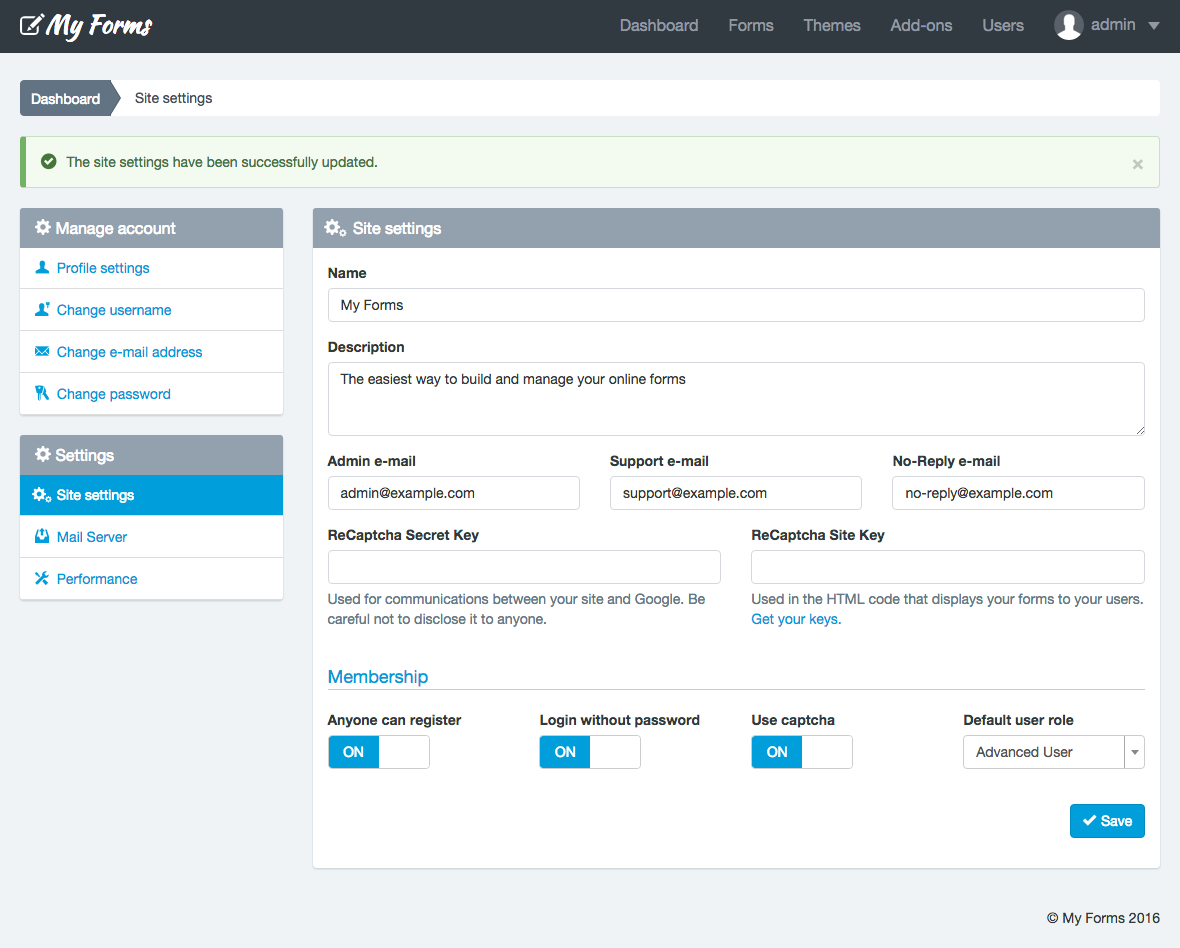 My Forms
Dashboard Forms Themes Add-ons Users admin
Dashboard Site settings
The site settings have been successfully updated. ×
Manage account
Profile settings
Change username
Change e-mail address
Change password
Settings
Site settings
Mail Server
Performance
Site settings
Name
My Forms
Description
The easiest way to build and manage your online forms
Admin e-mail Support e-mail No-Reply e-mail
admin@example.com support@example.com no-reply@example.com
ReCaptcha Secret Key ReCaptcha Site Key
Used for communications between your site and Google. Be
careful not to disclose it to anyone.
Used in the HTML code that displays your forms to your users.
Get your keys.
Membership
Anyone can register Login without password Use captcha Default user role
ON ON ON Advanced User
Save
© My Forms 2016